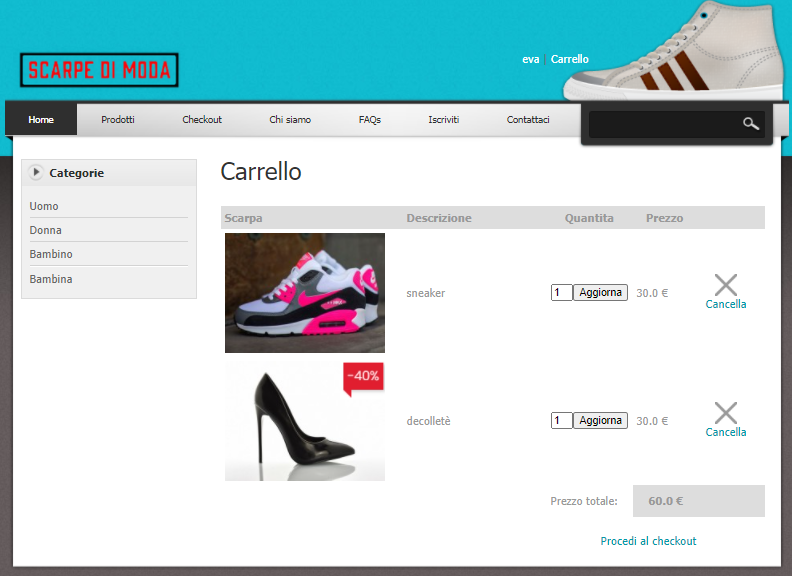 eva | Carrello
SCARPE DI MODA
Home Prodotti Checkout Chi siamo FAQs Iscriviti Contattaci
Categorie
Uomo
Donna
Bambino
Bambina
Carrello
Scarpa Descrizione Quantita Prezzo
sneaker 1 Aggiorna 30.0 €
Cancella
-40%
decolletè 1 Aggiorna 30.0 €
Cancella
Prezzo totale: 60.0 €
Procedi al checkout